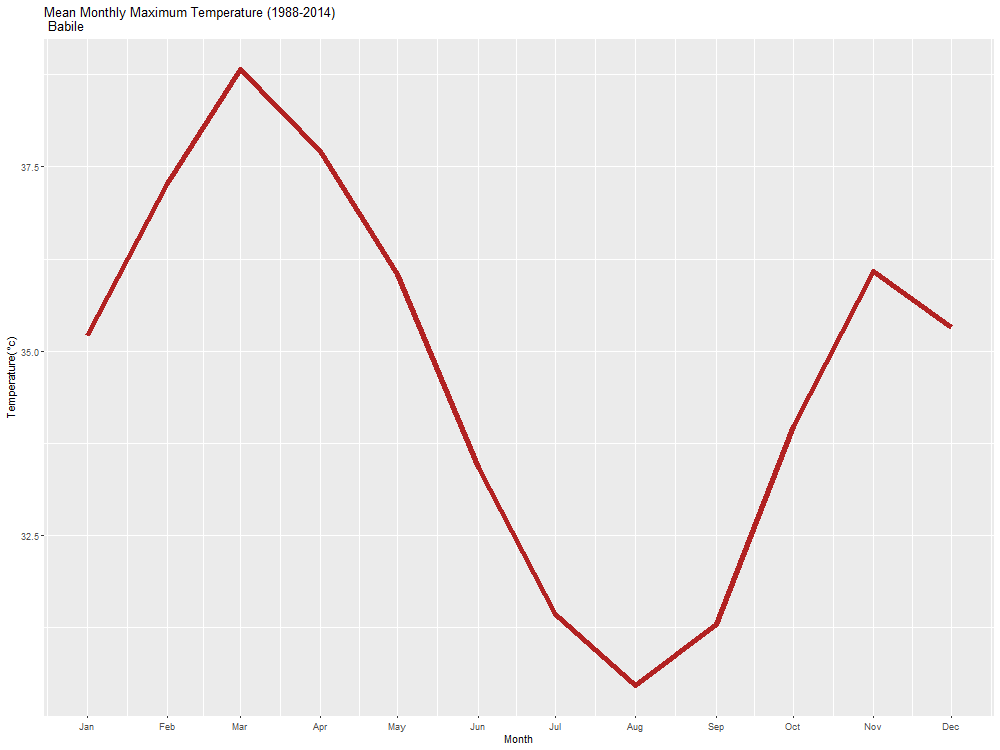 Mean Monthly Maximum Temperature (1988-2014)
Babile
37.5
35.0
32.5
Temperature(°c)
Jan Feb Mar Apr May Jun Jul Aug Sep Oct Nov Dec
Month